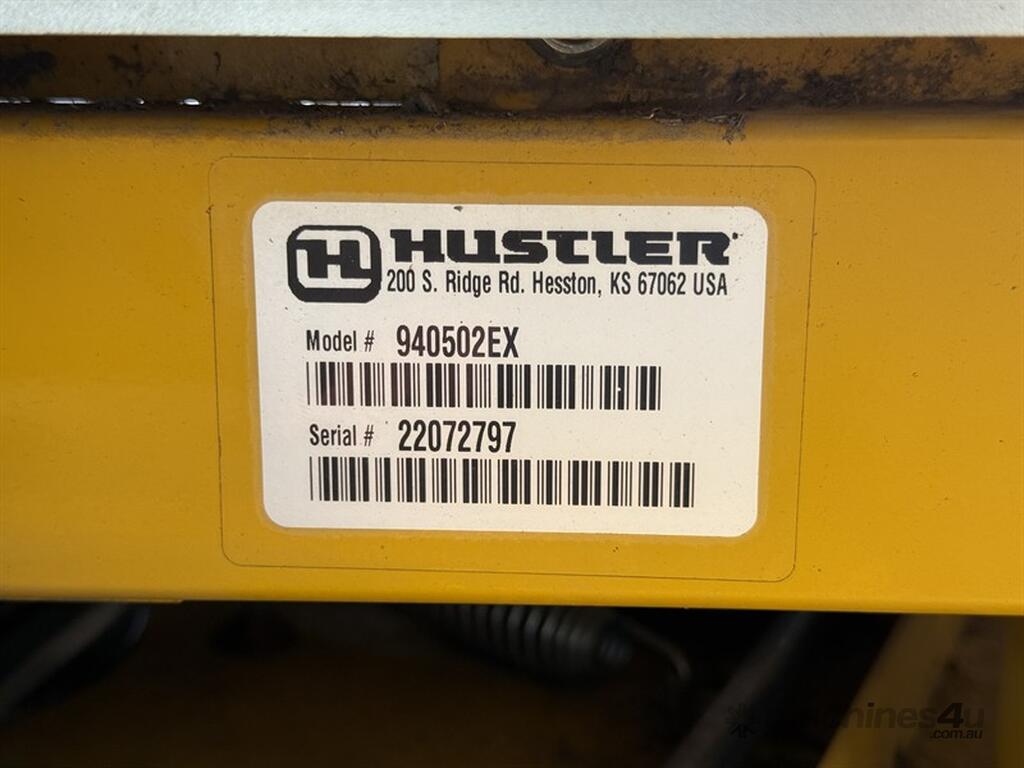 H HUSTLER
200 S. Ridge Rd. Hesston, KS 67062 USA
Model # 940502EX
Serial # 22072797
machines4u
.com.au